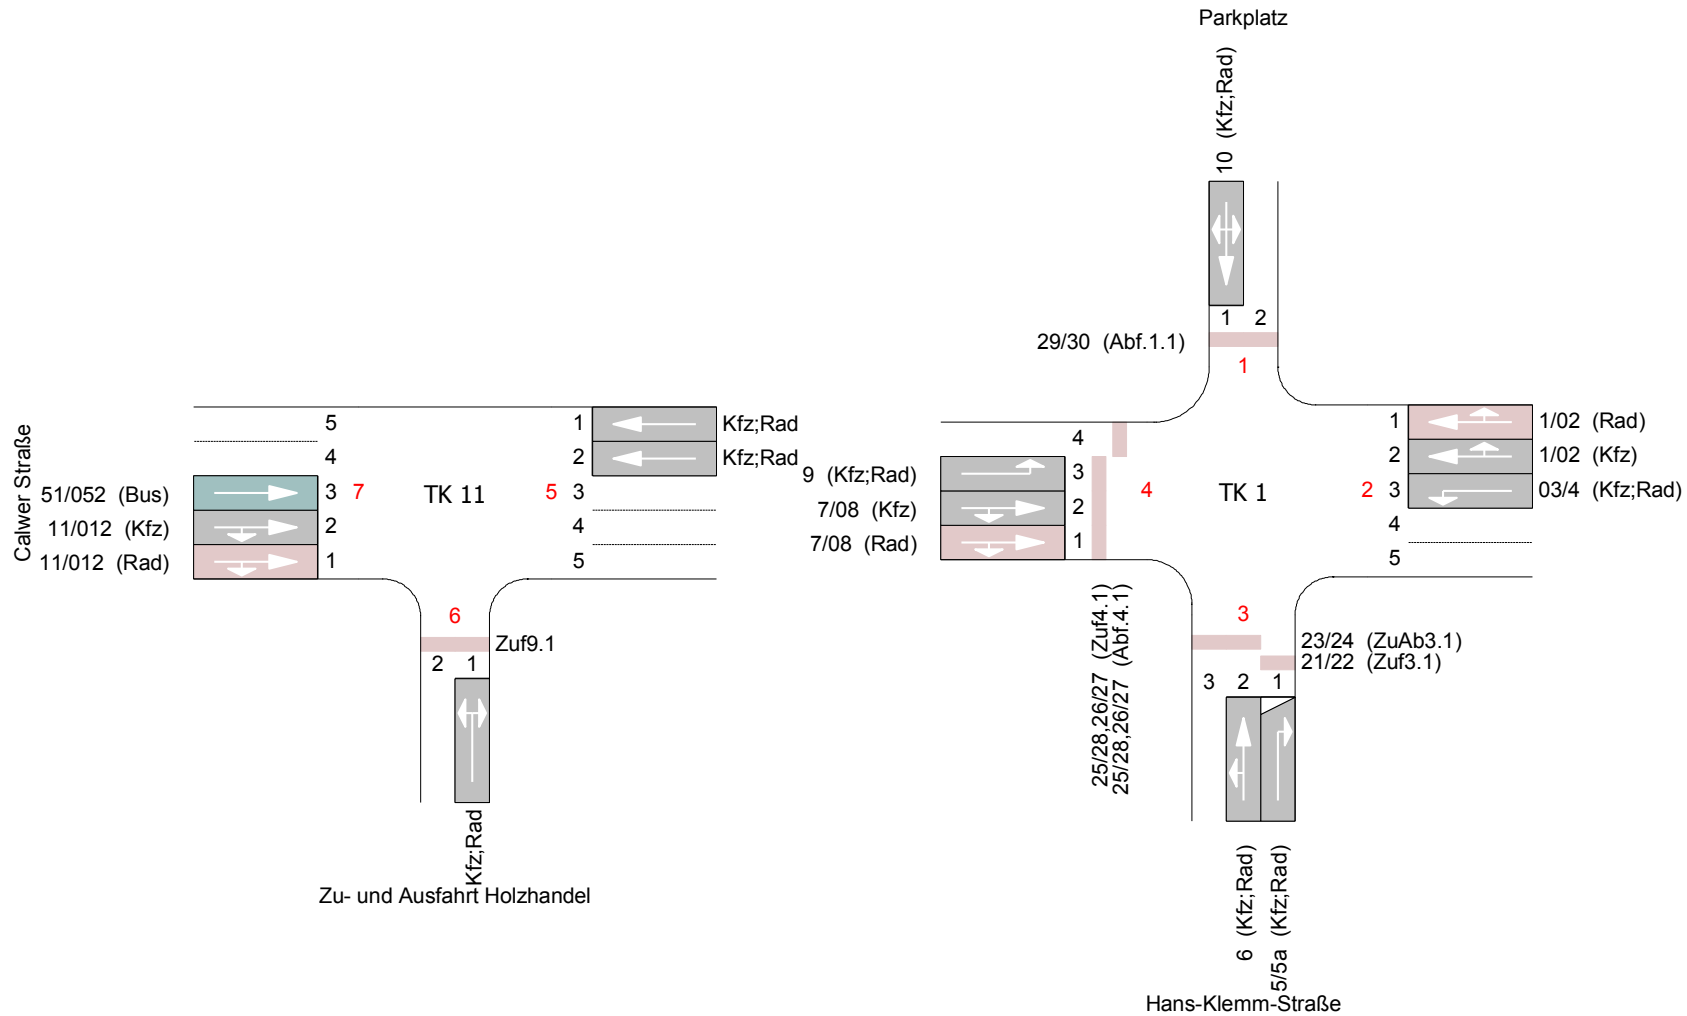 Parkplatz
10 (Kfz;Rad)
1 2
29/30 (Abf.1.1)
1
Calwer Straße
5
4
51/052 (Bus) 3 7
11/012 (Kfz) 2
11/012 (Rad) 1
TK 11
5
1 Kfz;Rad
2 Kfz;Rad
3
4
5
6
Zuf9.1
2 1
Kfz;Rad
Zu- und Ausfahrt Holzhandel
4
9 (Kfz;Rad) 3
7/08 (Kfz) 2
7/08 (Rad) 1
4
TK 1
2
1 1/02 (Rad)
2 1/02 (Kfz)
3 03/4 (Kfz;Rad)
4
5
25/28,26/27 (Zuf4.1)
25/28,26/27 (Abf.4.1)
3
23/24 (ZuAb3.1)
21/22 (Zuf3.1)
3 2 1
6 (Kfz;Rad)
5/5a (Kfz;Rad)
Hans-Klemm-Straße